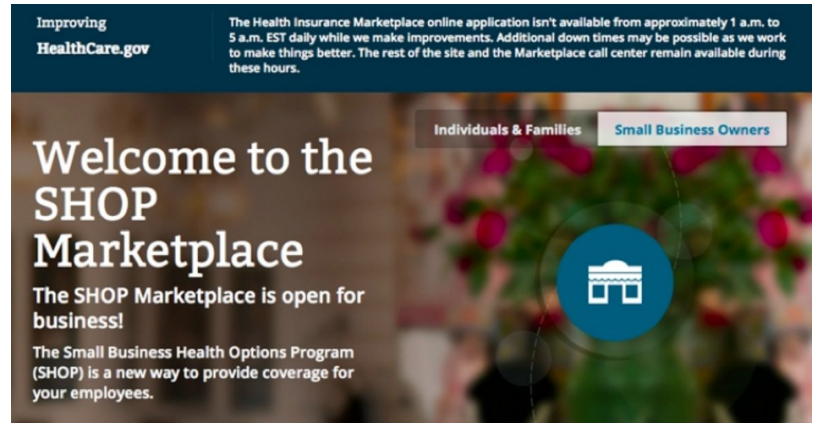 Improving
HealthCare.gov
The Health Insurance Marketplace online application isn't available from approximately 1 a.m. to
5 a.m. EST daily while we make improvements. Additional down times may be possible as we work
to make things better. The rest of the site and the Marketplace call center remain available during
these hours.
Individuals & Families
Small Business Owners
Welcome to the
SHOP
Marketplace
The SHOP Marketplace is open for
business!
The Small Business Health Options Program
(SHOP) is a new way to provide coverage for
your employees.